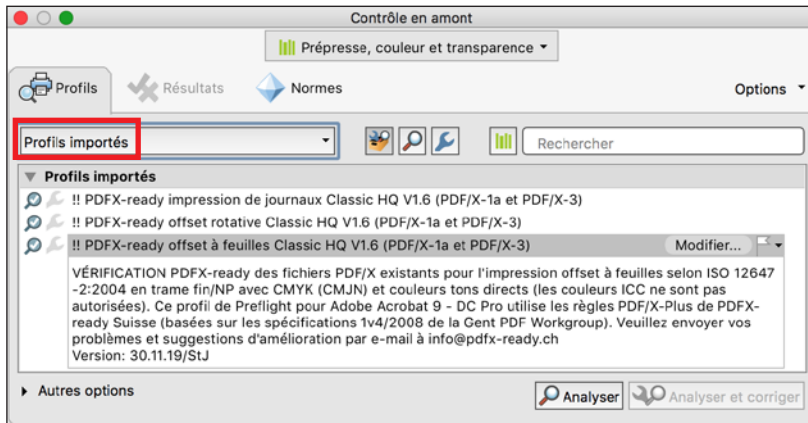 Contrôle en amont
Prépresse, couleur et transparence
Profils
Résultats
Normes
Options
Profils importés
Rechercher
Profils importés
!! PDFX-ready impression de journaux Classic HQ V1.6 (PDF/X-1a et PDF/X-3)
!! PDFX-ready offset rotative Classic HQ V1.6 (PDF/X-1a et PDF/X-3)
!! PDFX-ready offset à feuilles Classic HQ V1.6 (PDF/X-1a et PDF/X-3)
Modifier...
VÉRIFICATION PDFX-ready des fichiers PDF/X existants pour l'impression offset à feuilles selon ISO 12647
-2:2004 en trame fin/NP avec CMYK (CMJN) et couleurs tons directs (les couleurs ICC ne sont pas
autorisées). Ce profil de Preflight pour Adobe Acrobat 9 - DC Pro utilise les règles PDF/X-Plus de PDFX-
ready Suisse (basées sur les spécifications 1v4/2008 de la Gent PDF Workgroup). Veuillez envoyer vos
problèmes et suggestions d'amélioration par e-mail à info@pdfx-ready.ch
Version: 30.11.19/StJ
Autres options
Analyser
Analyser et corriger